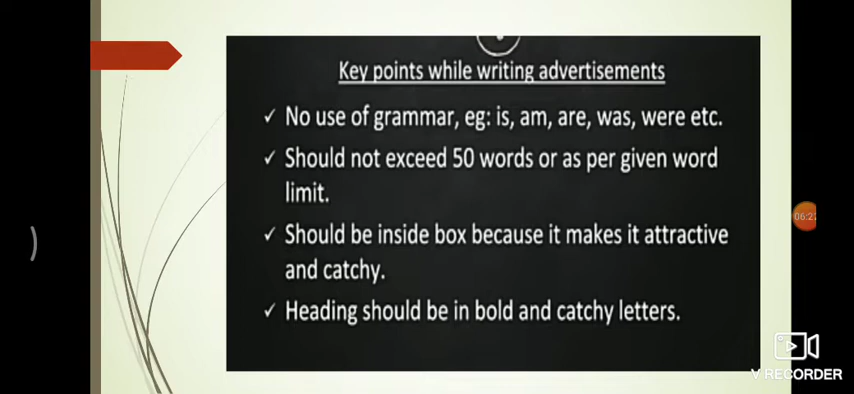 Key points while writing advertisements
✓ No use of grammar, eg: is, am, are, was, were etc.
✓ Should not exceed 50 words or as per given word
limit.
✓ Should be inside box because it makes it attractive
and catchy.
✓ Heading should be in bold and catchy letters.
06:27
V RECORDER